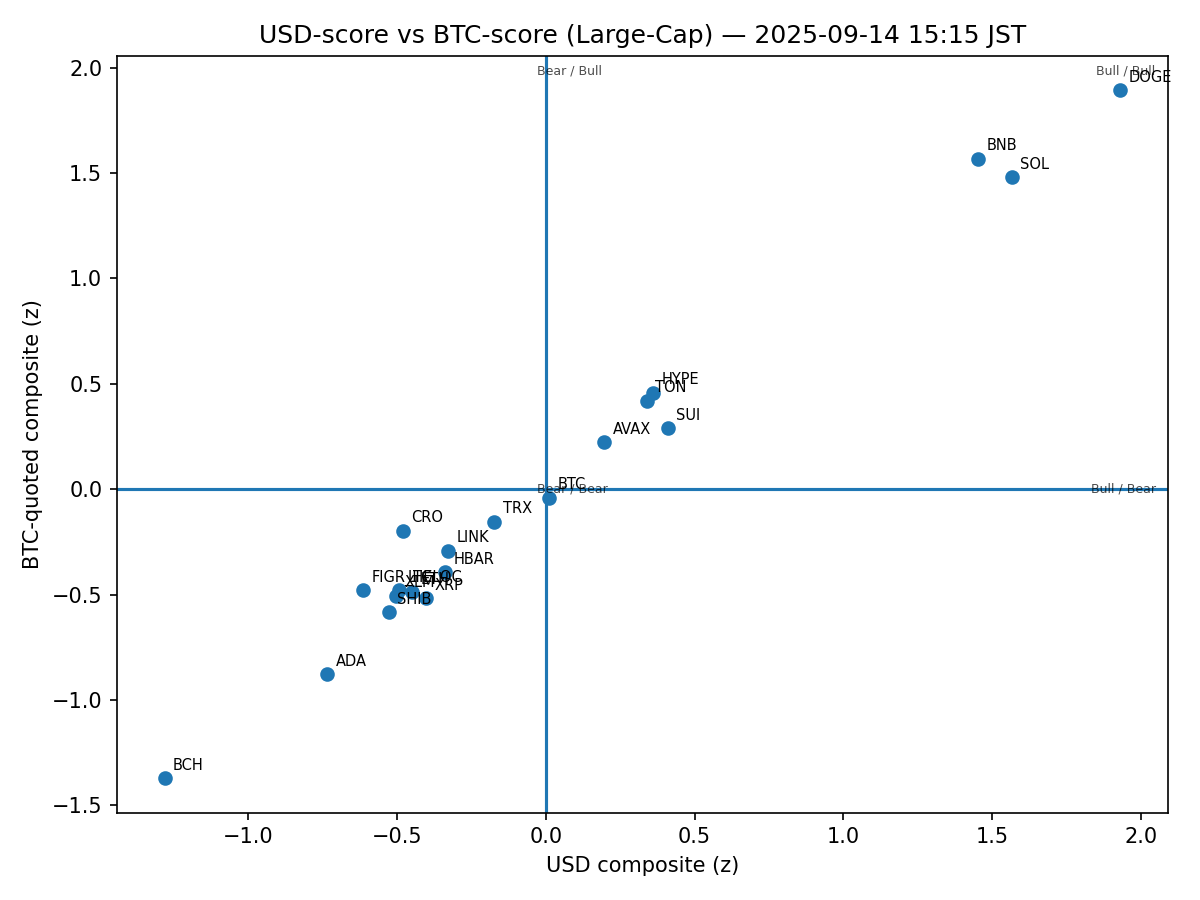 USD-score vs BTC-score (Large-Cap) — 2025-09-14 15:15 JST
Bear / Bull
Bull / Bull
DOGE
BNB
SOL
HYPE
TON
SUI
AVAX
BTC
Bear / Bear
Bull / Bear
TRX
CRO
LINK
HBAR
FIGR
XLM
XRP
SHIB
ADA
BCH
2.0
1.5
1.0
0.5
0.0
−0.5
−1.0
−1.5
BTC-quoted composite (z)
−1.0
−0.5
0.0
0.5
1.0
1.5
2.0
USD composite (z)